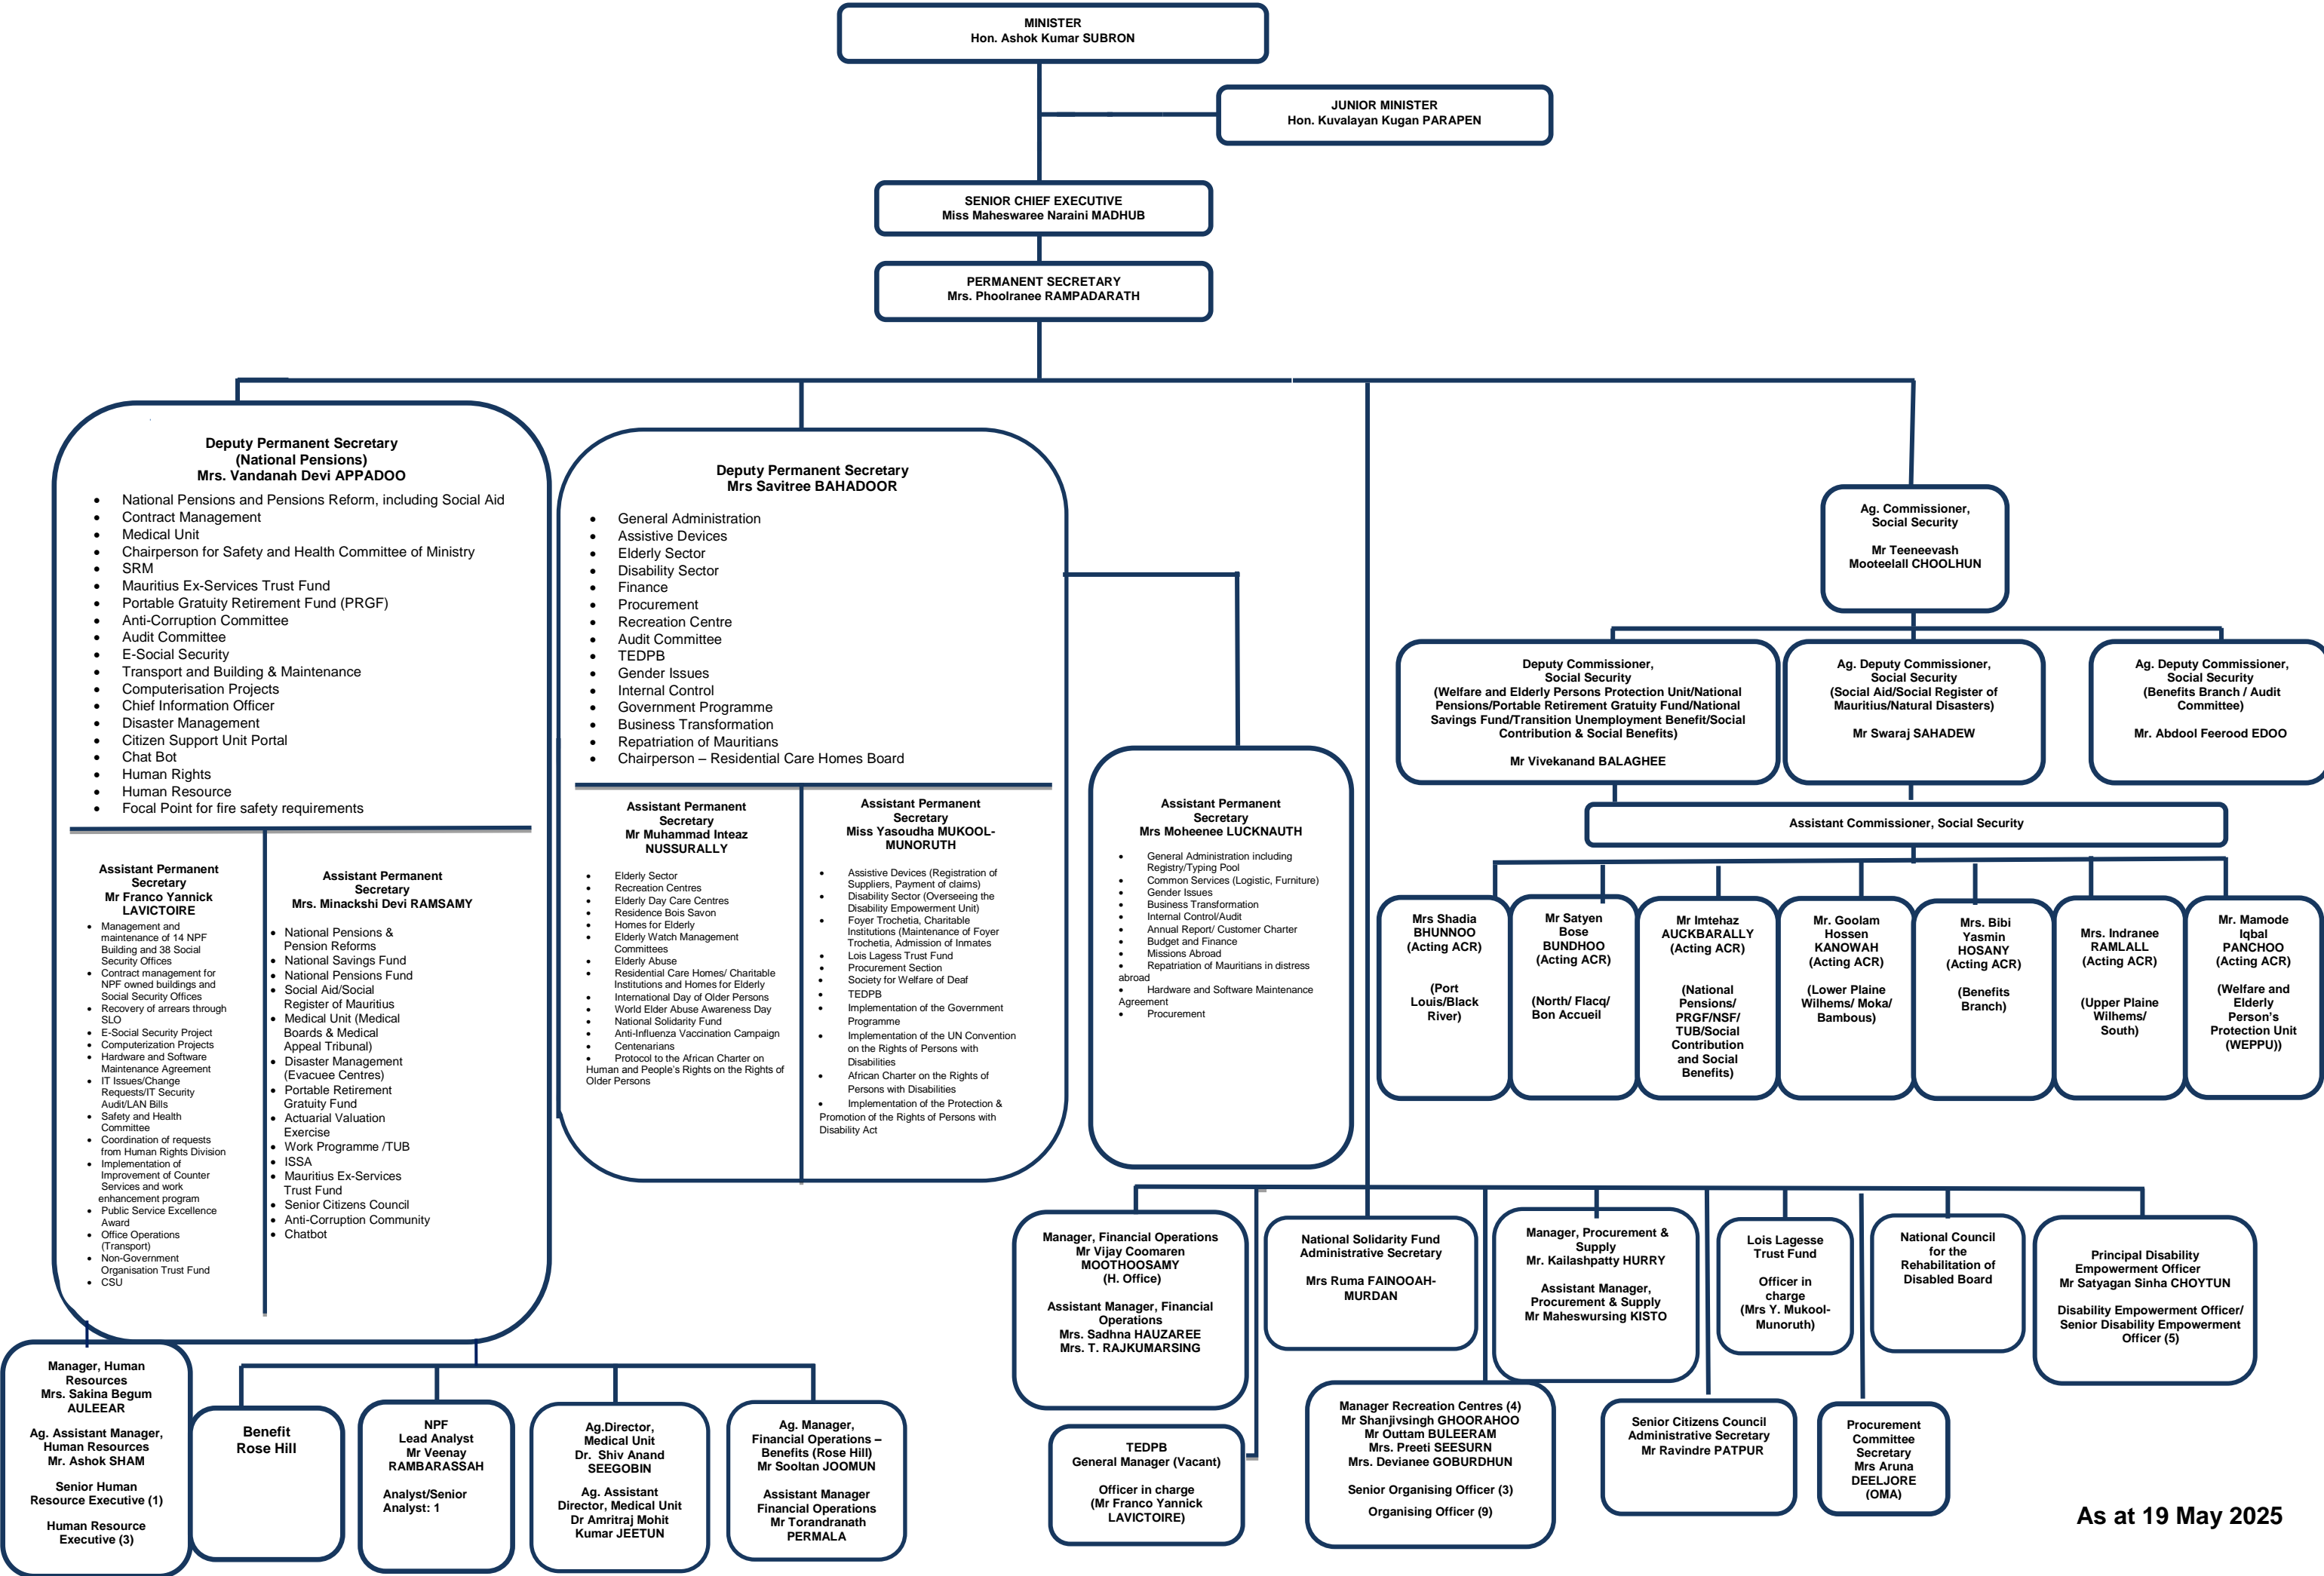 MINISTER
Hon. Ashok Kumar SUBRON
JUNIOR MINISTER
Hon. Kuvalayan Kugan PARAPEN
SENIOR CHIEF EXECUTIVE
Miss Maheswaree Naraini MADHUB
PERMANENT SECRETARY
Mrs. Phoolranee RAMPADARATH
Deputy Permanent Secretary
(National Pensions)
Mrs. Vandanah Devi APPADOO
• National Pensions and Pensions Reform, including Social Aid
• Contract Management
• Medical Unit
• Chairperson for Safety and Health Committee of Ministry
• SRM
• Mauritius Ex-Services Trust Fund
• Portable Gratuity Retirement Fund (PRGF)
• Anti-Corruption Committee
• Audit Committee
• E-Social Security
• Transport and Building & Maintenance
• Computerisation Projects
• Chief Information Officer
• Disaster Management
• Citizen Support Unit Portal
• Chat Bot
• Human Rights
• Human Resource
• Focal Point for fire safety requirements
Assistant Permanent
Secretary
Mr Franco Yannick
LAVICTOIRE
• Management and
maintenance of 14 NPF
Building and 38 Social
Security Offices
• Contract management for
NPF owned buildings and
Social Security Offices
• Recovery of arrears through
SLO
• E-Social Security Project
• Computerization Projects
• Hardware and Software
Maintenance Agreement
• IT Issues/Change
Requests/IT Security
Audit/LAN Bills
• Safety and Health
Committee
• Coordination of requests
from Human Rights Division
• Implementation of
Improvement of Counter
Services and work
enhancement program
• Public Service Excellence
Award
• Office Operations
(Transport)
• Non-Government
Organisation Trust Fund
• CSU
Assistant Permanent
Secretary
Mrs. Minackshi Devi RAMSAMY
• National Pensions &
Pension Reforms
• National Savings Fund
• National Pensions Fund
• Social Aid/Social
Register of Mauritius
• Medical Unit (Medical
Boards & Medical
Appeal Tribunal)
• Disaster Management
(Evacuee Centres)
• Portable Retirement
Gratuity Fund
• Actuarial Valuation
Exercise
• Work Programme /TUB
• ISSA
• Mauritius Ex-Services
Trust Fund
• Senior Citizens Council
• Anti-Corruption Community
• Chatbot
Deputy Permanent Secretary
Mrs Savitree BAHADOOR
• General Administration
• Assistive Devices
• Elderly Sector
• Disability Sector
• Finance
• Procurement
• Recreation Centre
• Audit Committee
• TEDPB
• Gender Issues
• Internal Control
• Government Programme
• Business Transformation
• Repatriation of Mauritians
• Chairperson – Residential Care Homes Board
Assistant Permanent
Secretary
Mr Muhammad Inteaz
NUSSURALLY
• Elderly Sector
• Recreation Centres
• Elderly Day Care Centres
• Residence Bois Savon
• Homes for Elderly
• Elderly Watch Management
Committees
• Elderly Abuse
• Residential Care Homes/ Charitable
Institutions and Homes for Elderly
• International Day of Older Persons
• World Elder Abuse Awareness Day
• National Solidarity Fund
• Anti-Influenza Vaccination Campaign
• Centenarians
• Protocol to the African Charter on
Human and People's Rights on the Rights of
Older Persons
Assistant Permanent
Secretary
Miss Yasoudha MUKOOL-
MUNORUTH
• Assistive Devices (Registration of
Suppliers, Payment of claims)
• Disability Sector (Overseeing the
Disability Empowerment Unit)
• Foyer Trochetia, Charitable
Institutions (Maintenance of Foyer
Trochetia, Admission of Inmates
• Lois Lagess Trust Fund
• Procurement Section
• Society for Welfare of Deaf
• TEDPB
• Implementation of the Government
Programme
• Implementation of the UN Convention
on the Rights of Persons with
Disabilities
• African Charter on the Rights of
Persons with Disabilities
• Implementation of the Protection &
Promotion of the Rights of Persons with
Disability Act
Assistant Permanent
Secretary
Mrs Moheenee LUCKNAUTH
• General Administration including
Registry/Typing Pool
• Common Services (Logistic, Furniture)
• Gender Issues
• Business Transformation
• Internal Control/Audit
• Annual Report/ Customer Charter
• Budget and Finance
• Missions Abroad
• Repatriation of Mauritians in distress
abroad
• Hardware and Software Maintenance
Agreement
• Procurement
Ag. Commissioner,
Social Security
Mr Teeneevash
Mooteelall CHOOLHUN
Deputy Commissioner,
Social Security
(Welfare and Elderly Persons Protection Unit/National
Pensions/Portable Retirement Gratuity Fund/National
Savings Fund/Transition Unemployment Benefit/Social
Contribution & Social Benefits)
Mr Vivekanand BALAGHEE
Ag. Deputy Commissioner,
Social Security
(Social Aid/Social Register of
Mauritius/Natural Disasters)
Mr Swaraj SAHADEW
Ag. Deputy Commissioner,
Social Security
(Benefits Branch / Audit
Committee)
Mr. Abdool Feerood EDOO
Assistant Commissioner, Social Security
Mrs Shadia
BHUNNOO
(Acting ACR)
(Port
Louis/Black
River)
Mr Satyen
Bose
BUNDHOO
(Acting ACR)
(North/ Flacq/
Bon Accueil
Mr Imtehaz
AUCKBARALLY
(Acting ACR)
(National
Pensions/
PRGF/NSF/
TUB/Social
Contribution
and Social
Benefits)
Mr. Goolam
Hossen
KANOWAH
(Acting ACR)
(Lower Plaine
Wilhems/ Moka/
Bambous)
Mrs. Bibi
Yasmin
HOSANY
(Acting ACR)
(Benefits
Branch)
Mrs. Indranee
RAMLALL
(Acting ACR)
(Upper Plaine
Wilhems/
South)
Mr. Mamode
Iqbal
PANCHOO
(Acting ACR)
(Welfare and
Elderly
Person's
Protection Unit
(WEPPU))
Manager, Financial Operations
Mr Vijay Coomaren
MOOTHOOSAMY
(H. Office)
Assistant Manager, Financial
Operations
Mrs. Sadhna HAUZAREE
Mrs. T. RAJKUMARSING
National Solidarity Fund
Administrative Secretary
Mrs Ruma FAINOOAH-
MURDAN
Manager, Procurement &
Supply
Mr. Kailashpatty HURRY
Assistant Manager,
Procurement & Supply
Mr Maheswursing KISTO
Lois Lagesse
Trust Fund
Officer in
charge
(Mrs Y. Mukool-
Munoruth)
National Council
for the
Rehabilitation of
Disabled Board
Principal Disability
Empowerment Officer
Mr Satyagan Sinha CHOYTUN
Disability Empowerment Officer/
Senior Disability Empowerment
Officer (5)
Manager, Human
Resources
Mrs. Sakina Begum
AULEEAR
Ag. Assistant Manager,
Human Resources
Mr. Ashok SHAM
Senior Human
Resource Executive (1)
Human Resource
Executive (3)
Benefit
Rose Hill
NPF
Lead Analyst
Mr Veenay
RAMBARASSAH
Analyst/Senior
Analyst: 1
Ag.Director,
Medical Unit
Dr. Shiv Anand
SEEGOBIN
Ag. Assistant
Director, Medical Unit
Dr Amritraj Mohit
Kumar JEETUN
Ag. Manager,
Financial Operations –
Benefits (Rose Hill)
Mr Sooltan JOOMUN
Assistant Manager
Financial Operations
Mr Torandranath
PERMALA
TEDPB
General Manager (Vacant)
Officer in charge
(Mr Franco Yannick
LAVICTOIRE)
Manager Recreation Centres (4)
Mr Shanjivsingh GHOORAHOO
Mr Outtam BULEERAM
Mrs. Preeti SEESURN
Mrs. Devianee GOBURDHUN
Senior Organising Officer (3)
Organising Officer (9)
Senior Citizens Council
Administrative Secretary
Mr Ravindre PATPUR
Procurement
Committee
Secretary
Mrs Aruna
DEELJORE
(OMA)
As at 19 May 2025